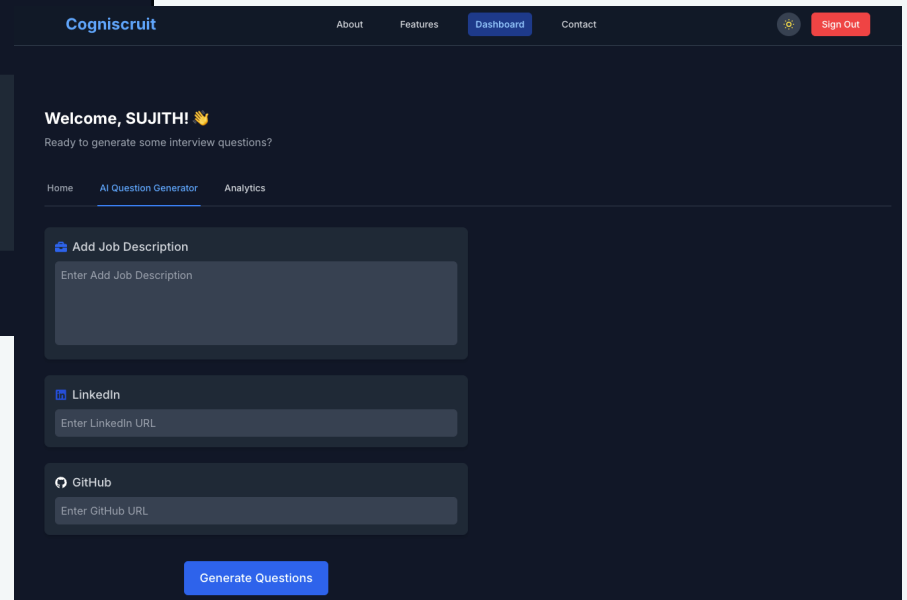 Cogniscruit
About Features Dashboard Contact
Sign Out
Welcome, SUJITH! 👋
Ready to generate some interview questions?
Home AI Question Generator Analytics
Add Job Description
Enter Add Job Description
LinkedIn
Enter LinkedIn URL
GitHub
Enter GitHub URL
Generate Questions